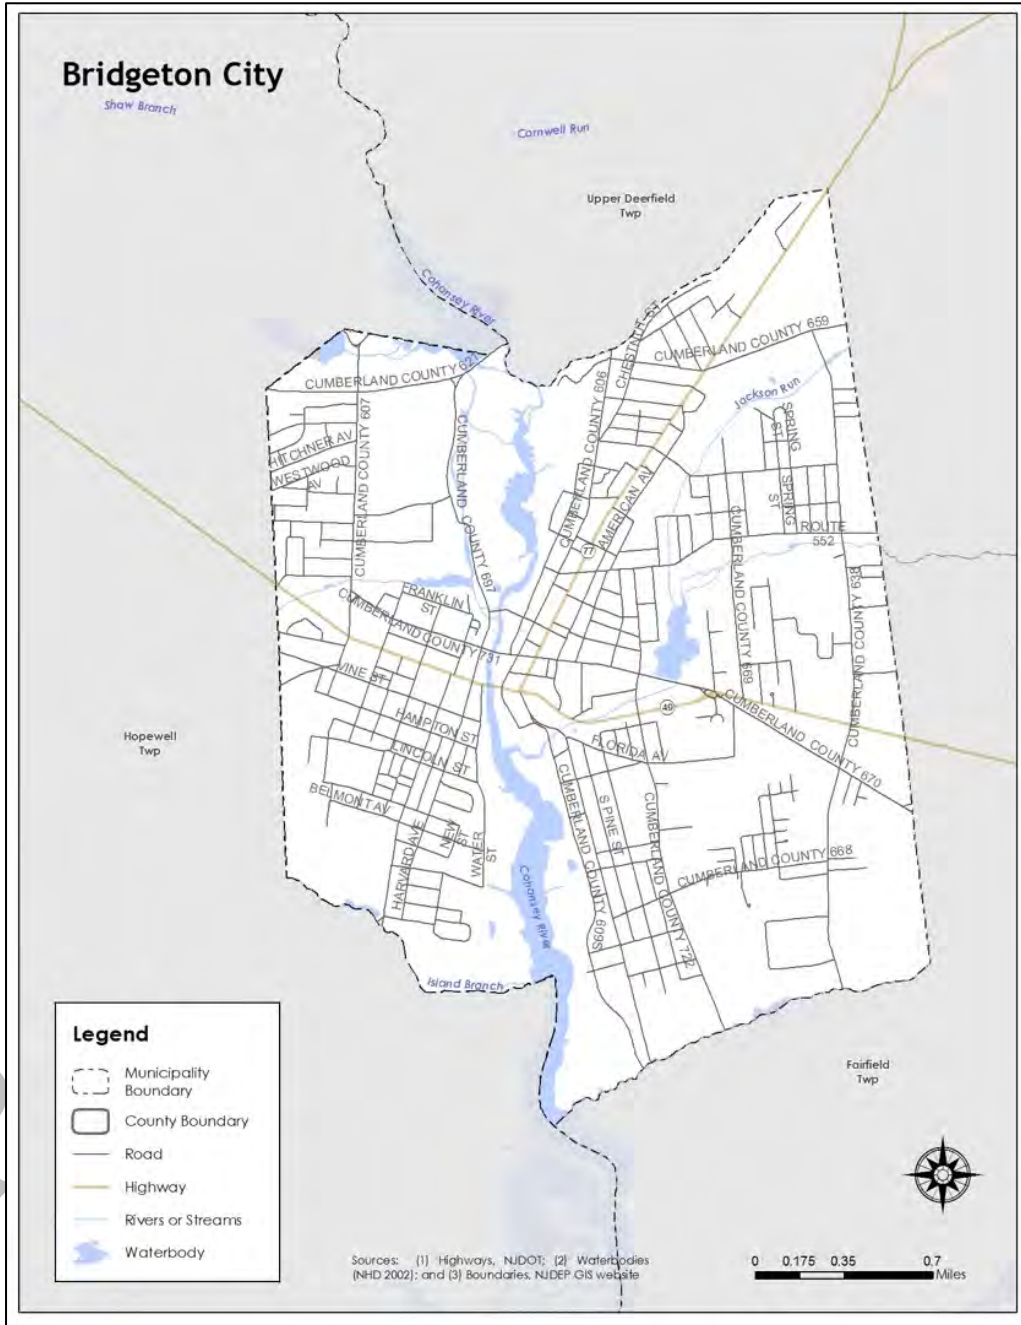 Bridgeton City
Shaw Branch
Cornwell Run
Upper Deerfield
Twp
Cohansey River
CHESTNUT ST
CUMBERLAND COUNTY 659
CUMBERLAND COUNTY 621
CUMBERLAND COUNTY 606
Jackson Run
CUMBERLAND COUNTY 607
HITCHNER AV
WESTWOOD
AV
CUMBERLAND COUNTY 697
SPRING
ST
SPRING
ST
AMERICAN AV
77
ROUTE
552
CUMBERLAND COUNTY 669
CUMBERLAND COUNTY 638
FRANKLIN
ST
CUMBERLAND COUNTY 731
VINE ST
HAMPTON ST
LINCOLN ST
BELMONT AV
HARVARD AVE
NEW
ST
WATER
ST
49
CUMBERLAND COUNTY 670
FLORIDA AV
CUMBERLAND COUNTY S609
S PINE ST
CUMBERLAND COUNTY 722
CUMBERLAND COUNTY 668
Hopewell
Twp
Cohansey River
Island Branch
Fairfield
Twp
Legend
Municipality
Boundary
County Boundary
Road
Highway
Rivers or Streams
Waterbody
Sources: (1) Highways, NJDOT; (2) Waterbodies
(NHD 2002); and (3) Boundaries, NJDEP GIS website
0 0.175 0.35 0.7
Miles